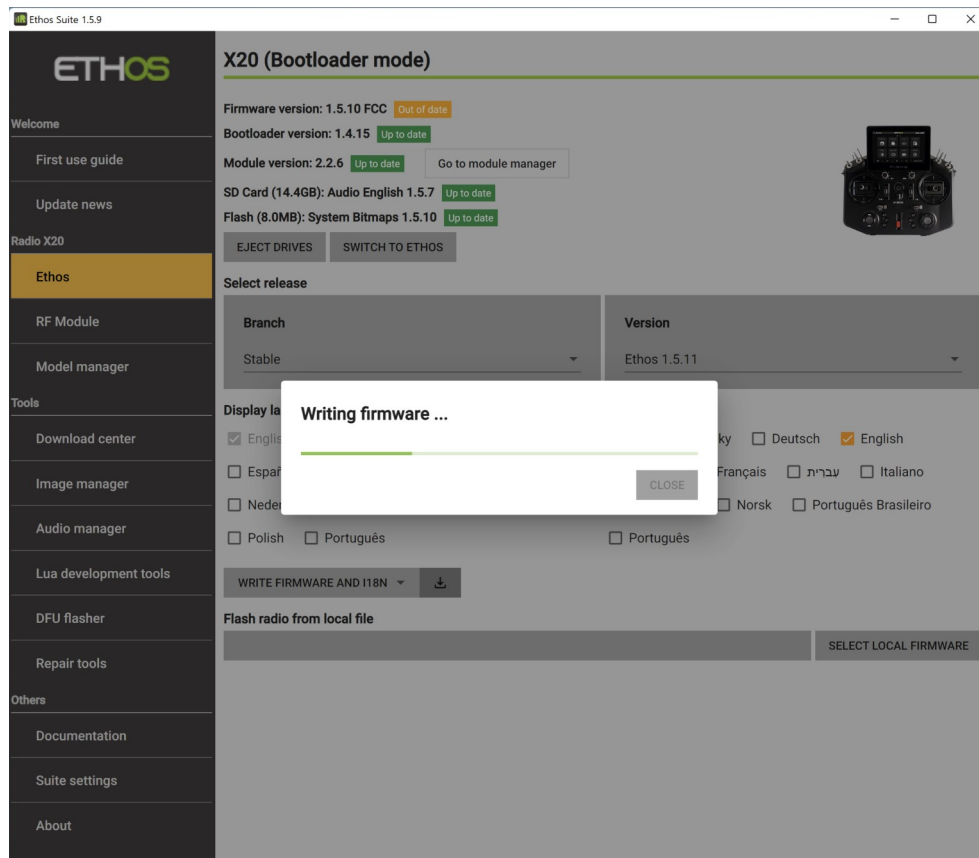 Ethos Suite 1.5.9
ETHOS
Welcome
First use guide
Update news
Radio X20
Ethos
RF Module
Model manager
Tools
Download center
Image manager
Audio manager
Lua development tools
DFU flasher
Repair tools
Others
Documentation
Suite settings
About
X20 (Bootloader mode)
Firmware version: 1.5.10 FCC Out of date
Bootloader version: 1.4.15 Up to date
Module version: 2.2.6 Up to date Go to module manager
SD Card (14.4GB): Audio English 1.5.7 Up to date
Flash (8.0MB): System Bitmaps 1.5.10 Up to date
EJECT DRIVES SWITCH TO ETHOS
Select release
Branch Version
Stable Ethos 1.5.11
Display la
Englis ky Deutsch English
Españ Français עברית Italiano
Neder Norsk Português Brasileiro
Polish Português Português
Writing firmware ...
CLOSE
WRITE FIRMWARE AND I18N
Flash radio from local file
SELECT LOCAL FIRMWARE